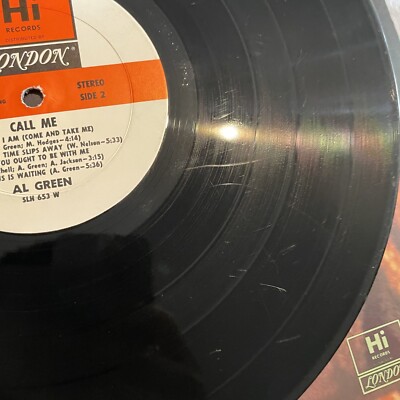 Hi
RECORDS
LONDON®
STEREO
SIDE 2
CALL ME
I AM (COME AND TAKE ME)
Green; M. Hodges-4:14)
TIME SLIPS AWAY (W. Nelson-5:33)
YOU OUGHT TO BE WITH ME
hell; A. Green; A. Jackson-3:15)
S IS WAITING (A. Green-5:36)
AL GREEN
SLH 653 W
Hi
RECORDS
LONDON